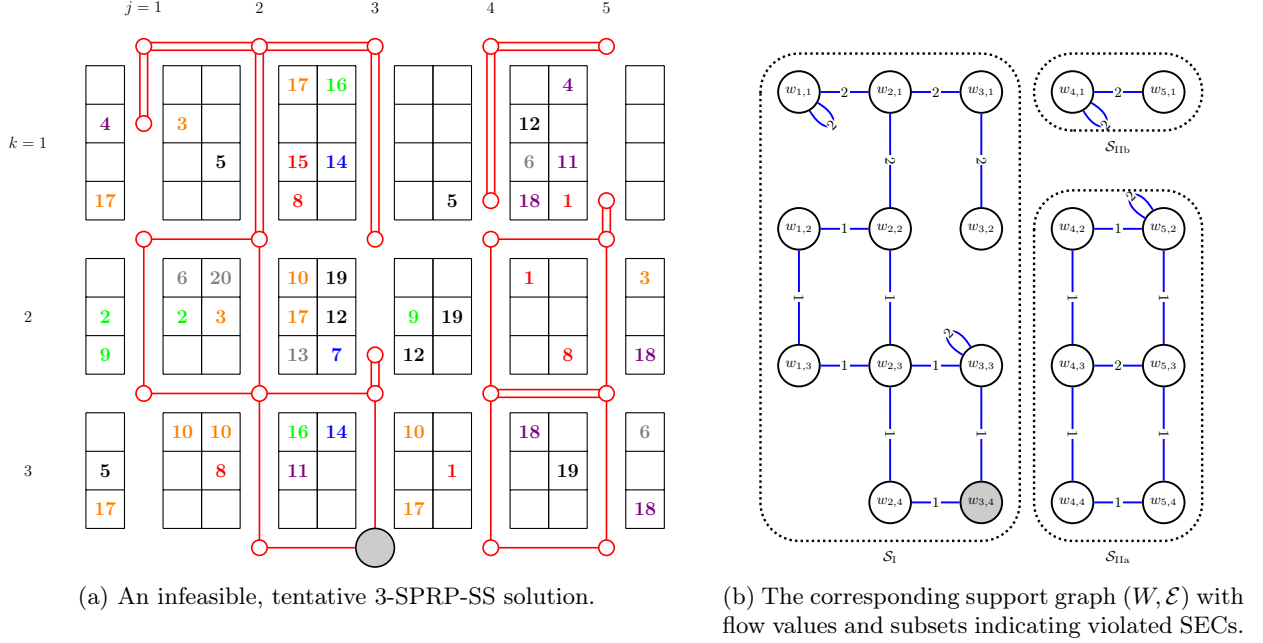 j = 1 2 3 4 5
17 16 4
4 3 12
k = 1
5 15 14 6 11
17 8 5 18 1
6 20 10 19 1 3
2
2 2 3 17 12 9 19
9 13 7 12 8 18
10 10 16 14 10 18 6
3
5 8 11 1 19
17 17 18
(a) An infeasible, tentative 3-SPRP-SS solution.
w1,1 2 w2,1 2 w3,1 w4,1 2 w5,1
2 2
SIIb
2 2
2
w1,2 1 w2,2 w3,2 w4,2 1 w5,2
1 1 1 1
2
w1,3 1 w2,3 1 w3,3 w4,3 2 w5,3
1 1 1 1
w2,4 1 w3,4 w4,4 1 w5,4
SI SIIa
(b) The corresponding support graph (W, ℰ) with
flow values and subsets indicating violated SECs.